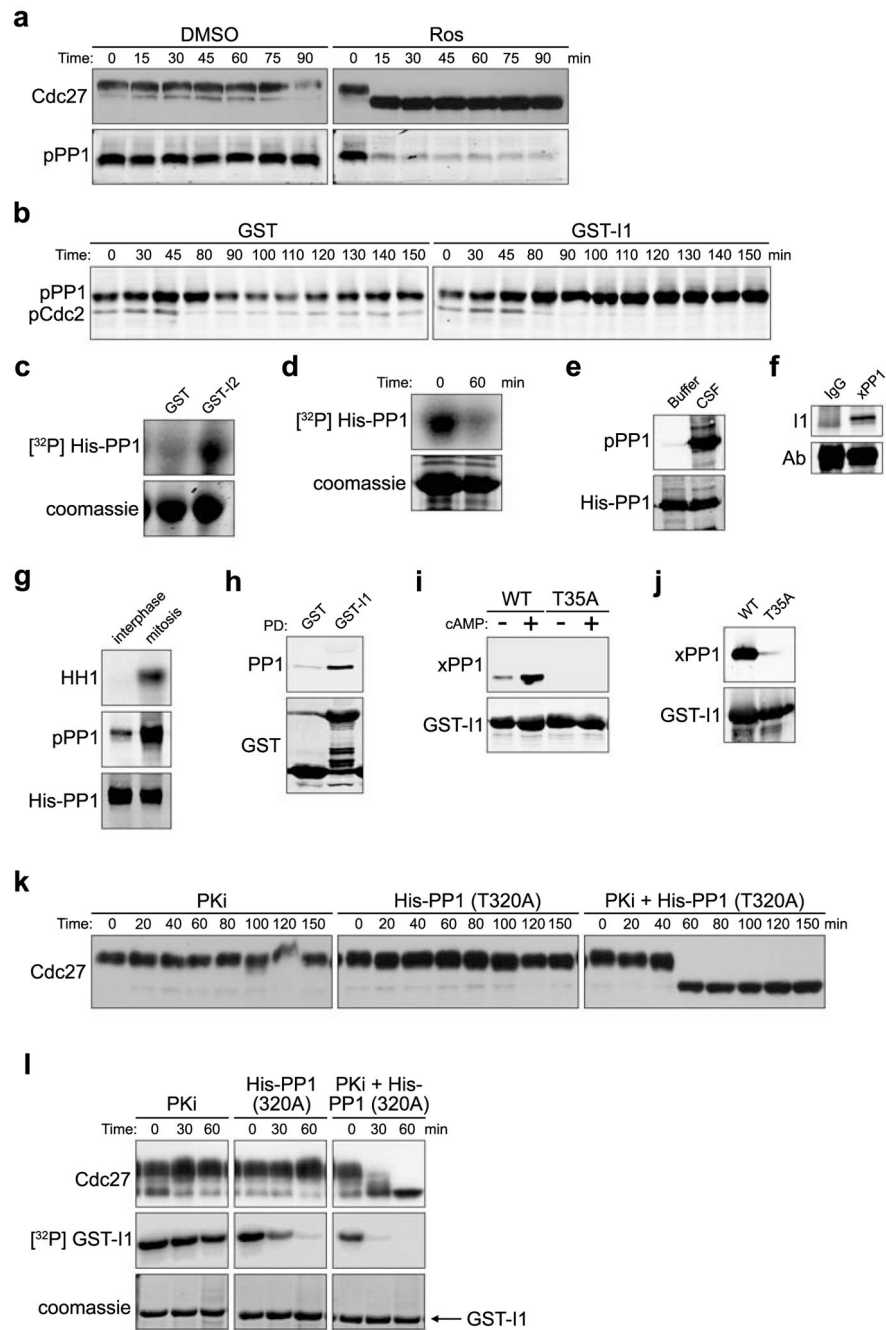 a
DMSO Ros
Time: 0 15 30 45 60 75 90 0 15 30 45 60 75 90 min
Cdc27
pPP1
b
GST GST-I1
Time: 0 30 45 80 90 100 110 120 130 140 150 0 30 45 80 90 100 110 120 130 140 150 min
pPP1
pCdc2
c
GST GST-I2
[32P] His-PP1
coomassie
d
Time: 0 60 min
[32P] His-PP1
coomassie
e
Buffer CSF
pPP1
His-PP1
f
IgG xPP1
I1
Ab
g
interphase mitosis
HH1
pPP1
His-PP1
h
PD: GST GST-I1
PP1
GST
i
WT T35A
cAMP: - + - +
xPP1
GST-I1
j
WT T35A
xPP1
GST-I1
k
PKi His-PP1 (T320A) PKi + His-PP1 (T320A)
Time: 0 20 40 60 80 100 120 150 0 20 40 60 80 100 120 150 0 20 40 60 80 100 120 150 min
Cdc27
l
PKi His-PP1 (320A) PKi + His-PP1 (320A)
Time: 0 30 60 0 30 60 0 30 60 min
Cdc27
[32P] GST-I1
coomassie
GST-I1